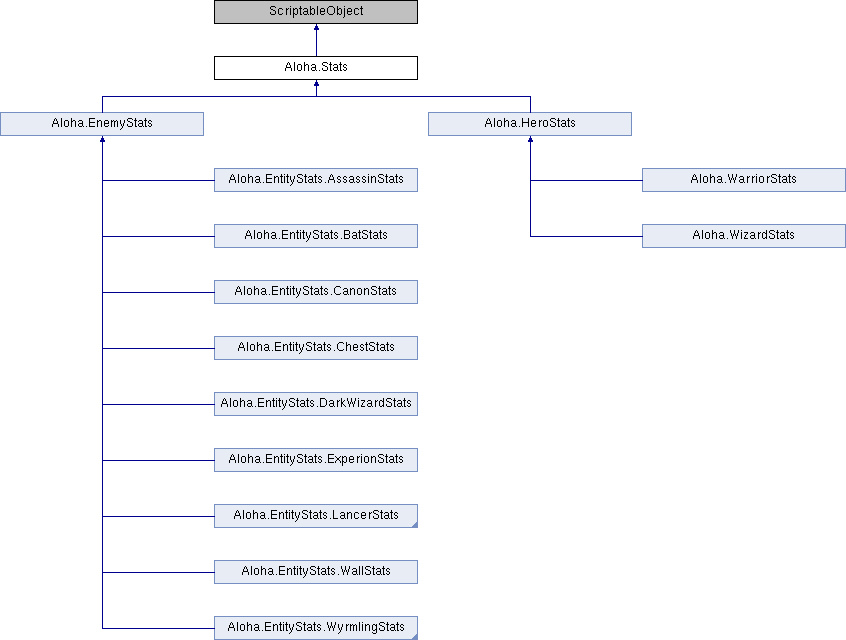 ScriptableObject
Aloha.Stats
Aloha.EnemyStats
Aloha.HeroStats
Aloha.EntityStats.AssassinStats
Aloha.WarriorStats
Aloha.EntityStats.BatStats
Aloha.WizardStats
Aloha.EntityStats.CanonStats
Aloha.EntityStats.ChestStats
Aloha.EntityStats.DarkWizardStats
Aloha.EntityStats.ExperionStats
Aloha.EntityStats.LancerStats
Aloha.EntityStats.WallStats
Aloha.EntityStats.WyrmlingStats